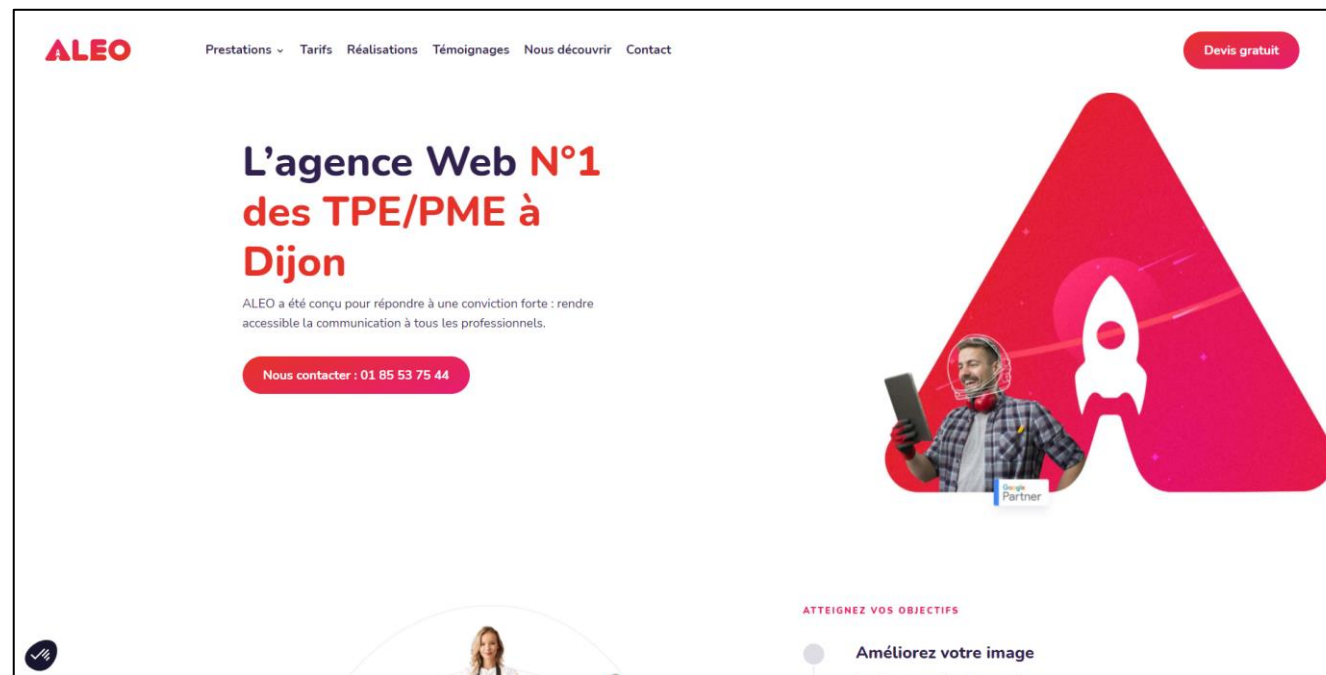 ALEO
Prestations Tarifs Réalisations Témoignages Nous découvrir Contact
Devis gratuit
L'agence Web N°1
des TPE/PME à
Dijon
ALEO a été conçu pour répondre à une conviction forte : rendre
accessible la communication à tous les professionnels.
Nous contacter : 01 85 53 75 44
Google
Partner
ATTEIGNEZ VOS OBJECTIFS
Améliorez votre image